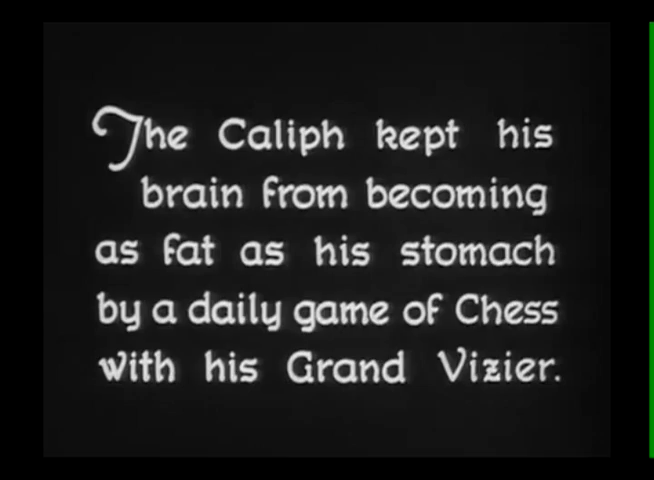 The Caliph kept his
brain from becoming
as fat as his stomach
by a daily game of Chess
with his Grand Vizier.